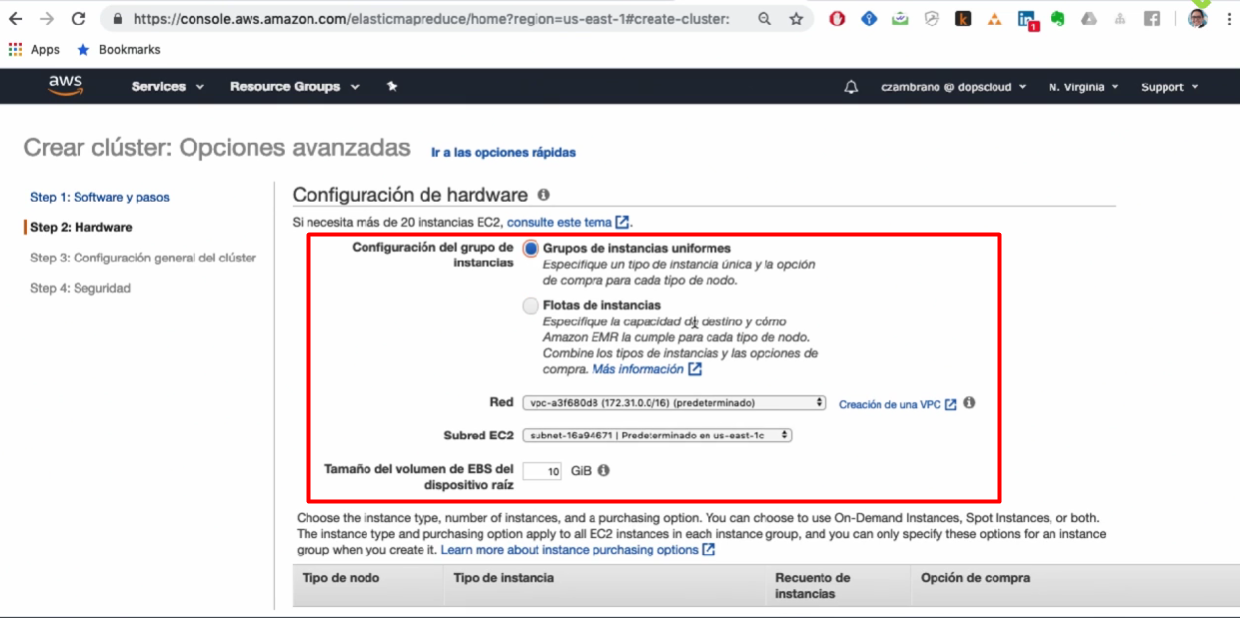 https://console.aws.amazon.com/elasticmapreduce/home?region=us-east-1#create-cluster:
Apps Bookmarks
aws Services Resource Groups czambrano @ dopscloud N. Virginia Support
Crear clúster: Opciones avanzadas Ir a las opciones rápidas
Step 1: Software y pasos
Step 2: Hardware
Step 3: Configuración general del clúster
Step 4: Seguridad
Configuración de hardware
Si necesita más de 20 instancias EC2, consulte este tema.
Configuración del grupo de instancias
Grupos de instancias uniformes
Especifique un tipo de instancia única y la opción
de compra para cada tipo de nodo.
Flotas de instancias
Especifique la capacidad de destino y cómo
Amazon EMR la cumple para cada tipo de nodo.
Combine los tipos de instancias y las opciones de
compra. Más información
Red vpc-a3f680d8 (172.31.0.0/16) (predeterminado) Creación de una VPC
Subred EC2 subnet-16a94671 | Predeterminado en us-east-1c
Tamaño del volumen de EBS del
dispositivo raíz
10 GiB
Choose the instance type, number of instances, and a purchasing option. You can choose to use On-Demand Instances, Spot Instances, or both.
The instance type and purchasing option apply to all EC2 instances in each instance group, and you can only specify these options for an instance
group when you create it. Learn more about instance purchasing options
Tipo de nodo Tipo de instancia Recuento de instancias Opción de compra